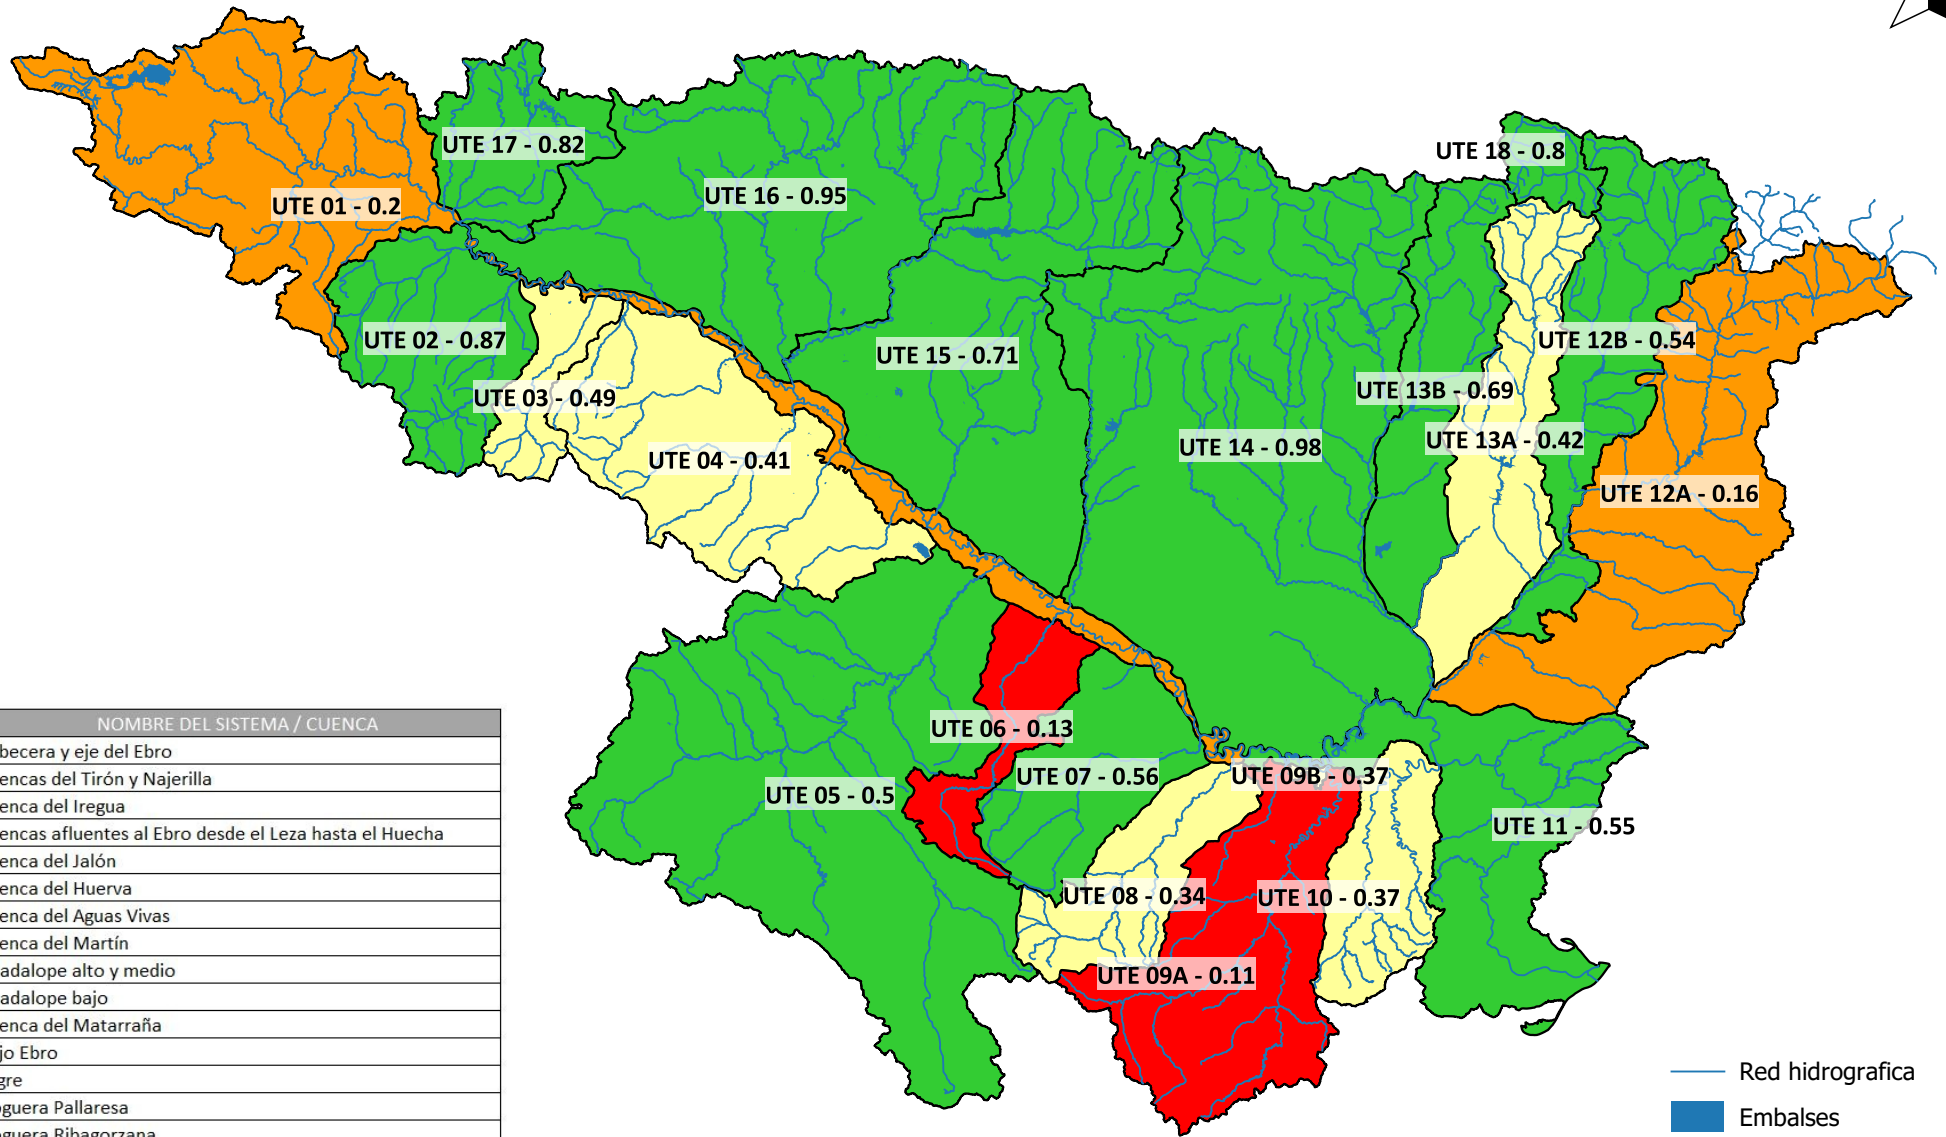 UTE 17 - 0.82
UTE 18 - 0.8
UTE 16 - 0.95
UTE 01 - 0.2
UTE 02 - 0.87
UTE 12B - 0.54
UTE 15 - 0.71
UTE 13B - 0.69
UTE 03 - 0.49
UTE 13A - 0.42
UTE 14 - 0.98
UTE 04 - 0.41
UTE 12A - 0.16
UTE 06 - 0.13
UTE 07 - 0.56
UTE 09B - 0.37
UTE 05 - 0.5
UTE 11 - 0.55
UTE 08 - 0.34
UTE 10 - 0.37
UTE 09A - 0.11
NOMBRE DEL SISTEMA / CUENCA
becera y eje del Ebro
encas del Tirón y Najerilla
enca del Iregua
encas afluentes al Ebro desde el Leza hasta el Huecha
enca del Jalón
enca del Huerva
enca del Aguas Vivas
enca del Martín
adalope alto y medio
adalope bajo
enca del Matarraña
jo Ebro
gre
guera Pallaresa
guera Ribagorzana
Red hidrografica
Embalses